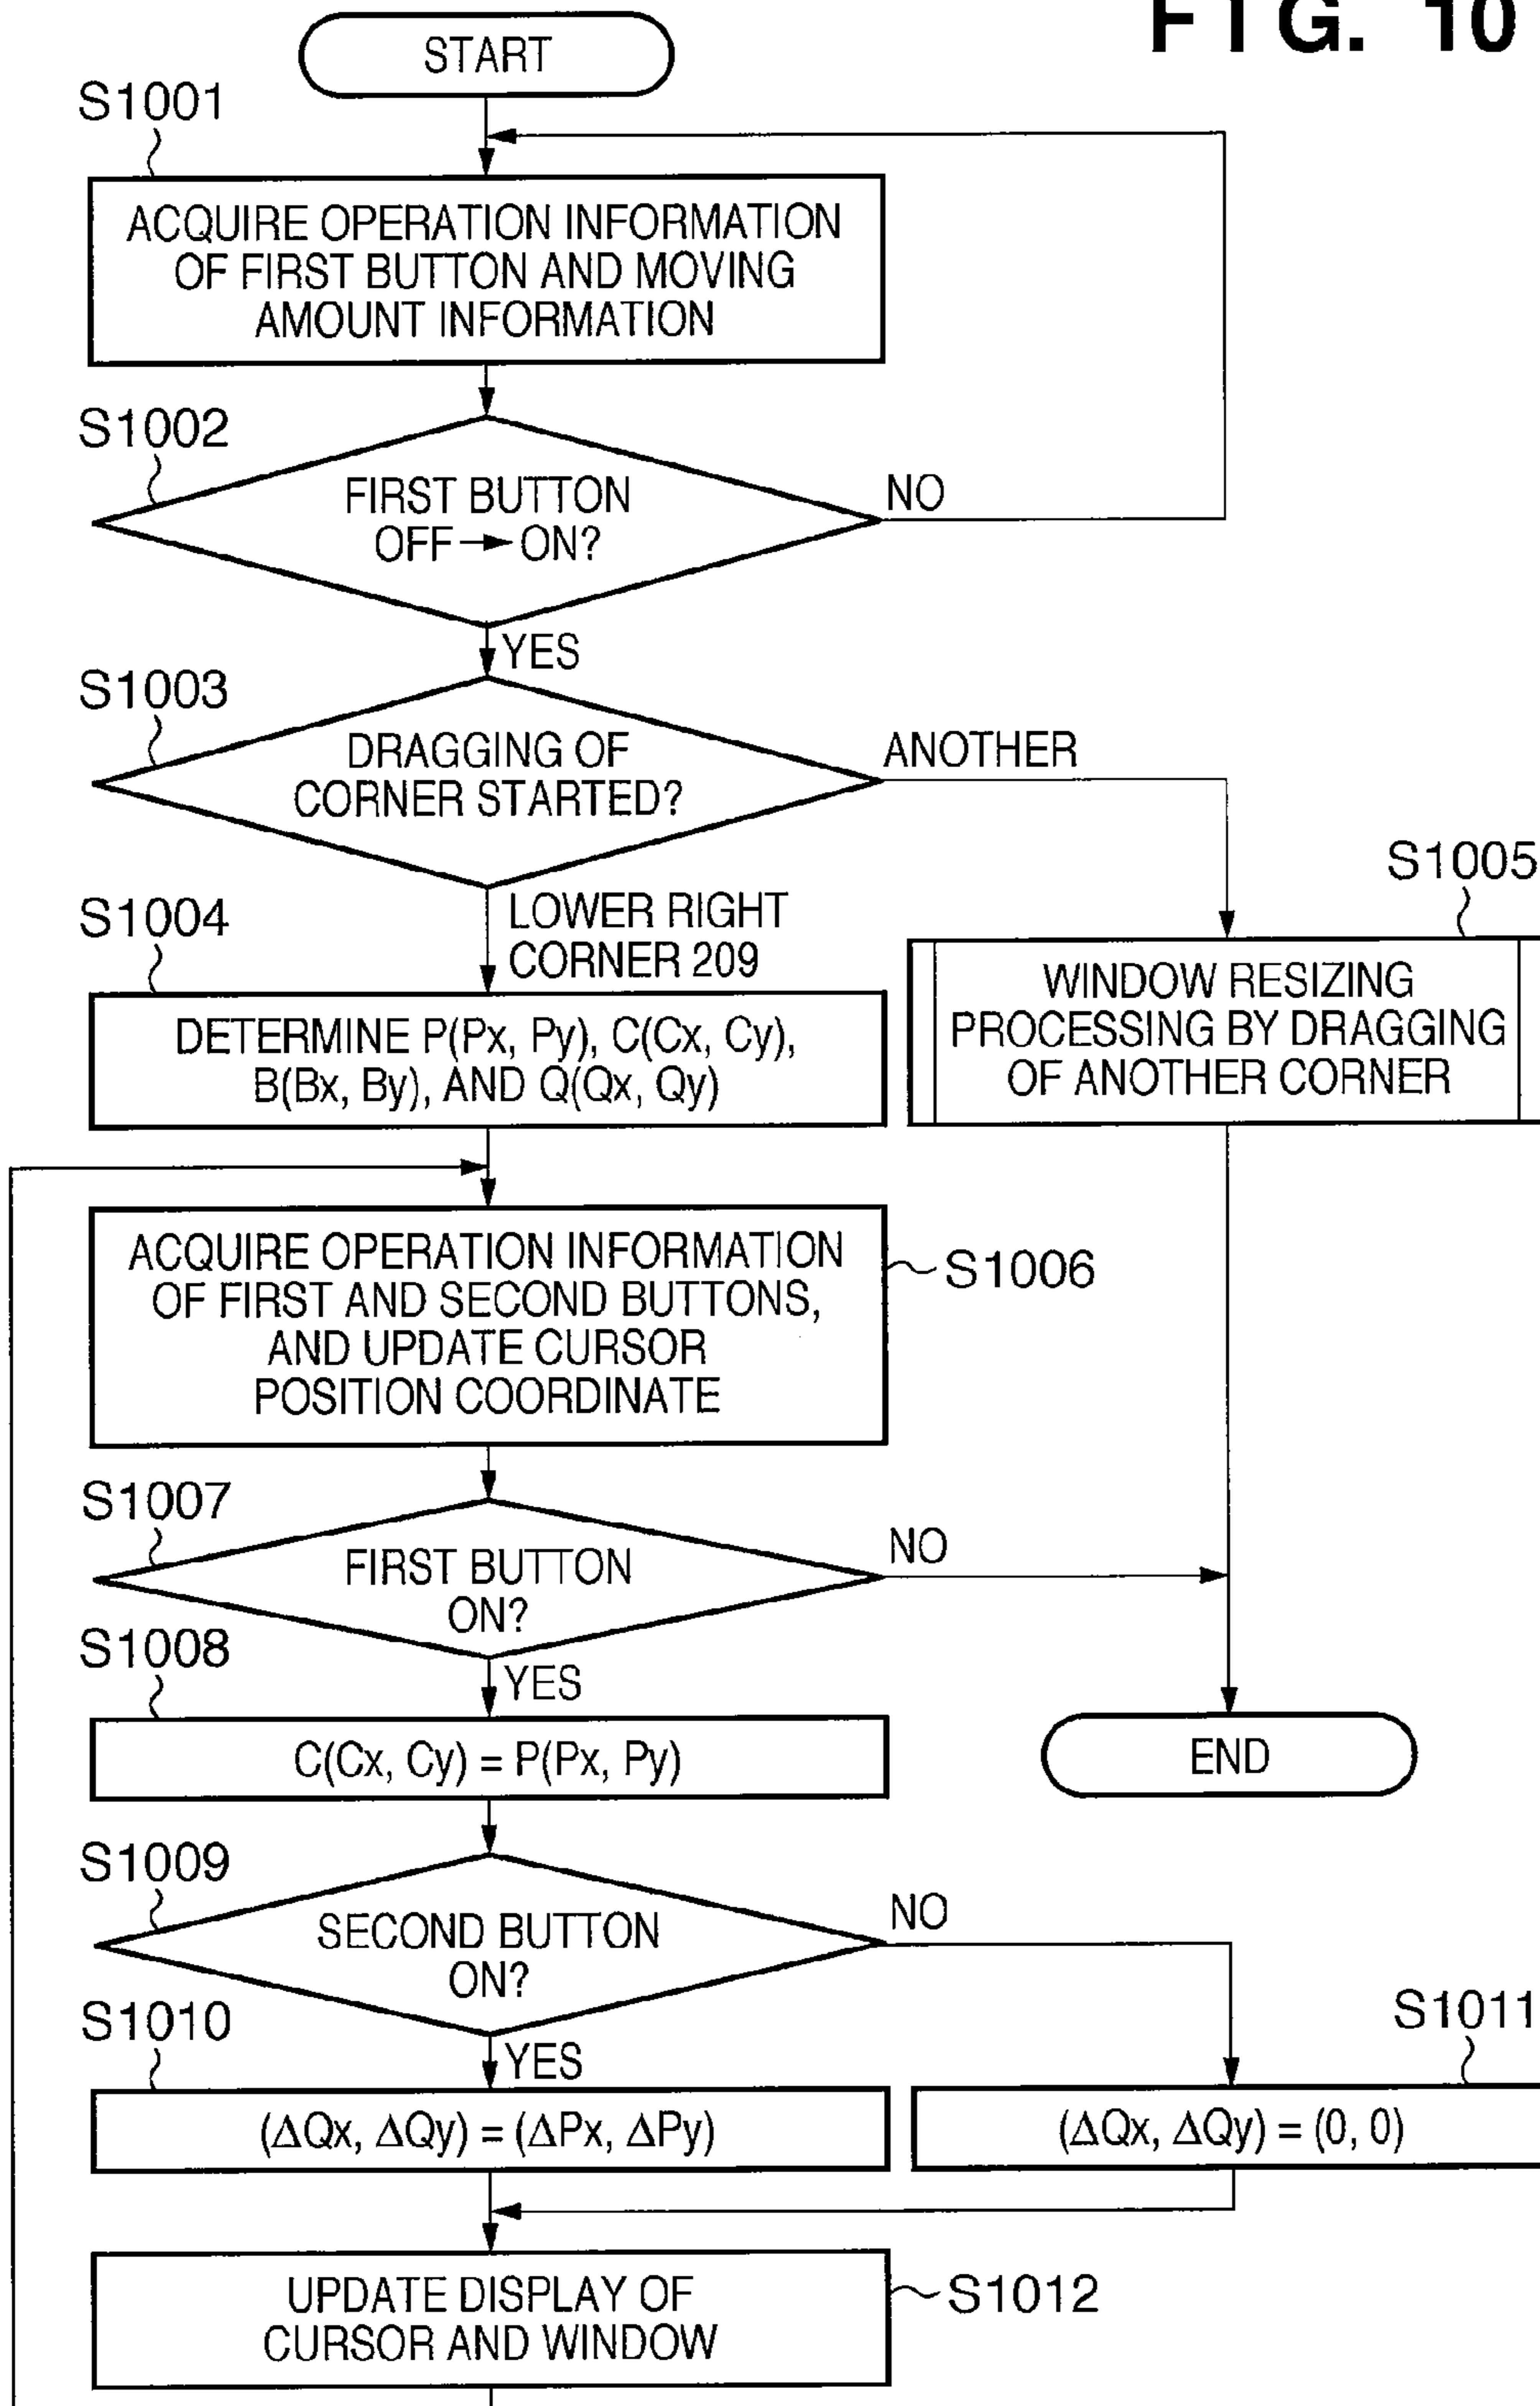 FIG. 10
START
S1001
ACQUIRE OPERATION INFORMATION
OF FIRST BUTTON AND MOVING
AMOUNT INFORMATION
S1002
FIRST BUTTON
OFF → ON?
NO
YES
S1003
DRAGGING OF
CORNER STARTED?
ANOTHER
S1005
LOWER RIGHT
CORNER 209
S1004
DETERMINE P(Px, Py), C(Cx, Cy),
B(Bx, By), AND Q(Qx, Qy)
WINDOW RESIZING
PROCESSING BY DRAGGING
OF ANOTHER CORNER
ACQUIRE OPERATION INFORMATION
OF FIRST AND SECOND BUTTONS,
AND UPDATE CURSOR
POSITION COORDINATE
S1006
S1007
FIRST BUTTON
ON?
NO
S1008
YES
C(Cx, Cy) = P(Px, Py)
END
S1009
SECOND BUTTON
ON?
NO
S1010
YES
S1011
(ΔQx, ΔQy) = (ΔPx, ΔPy)
(ΔQx, ΔQy) = (0, 0)
UPDATE DISPLAY OF
CURSOR AND WINDOW
S1012